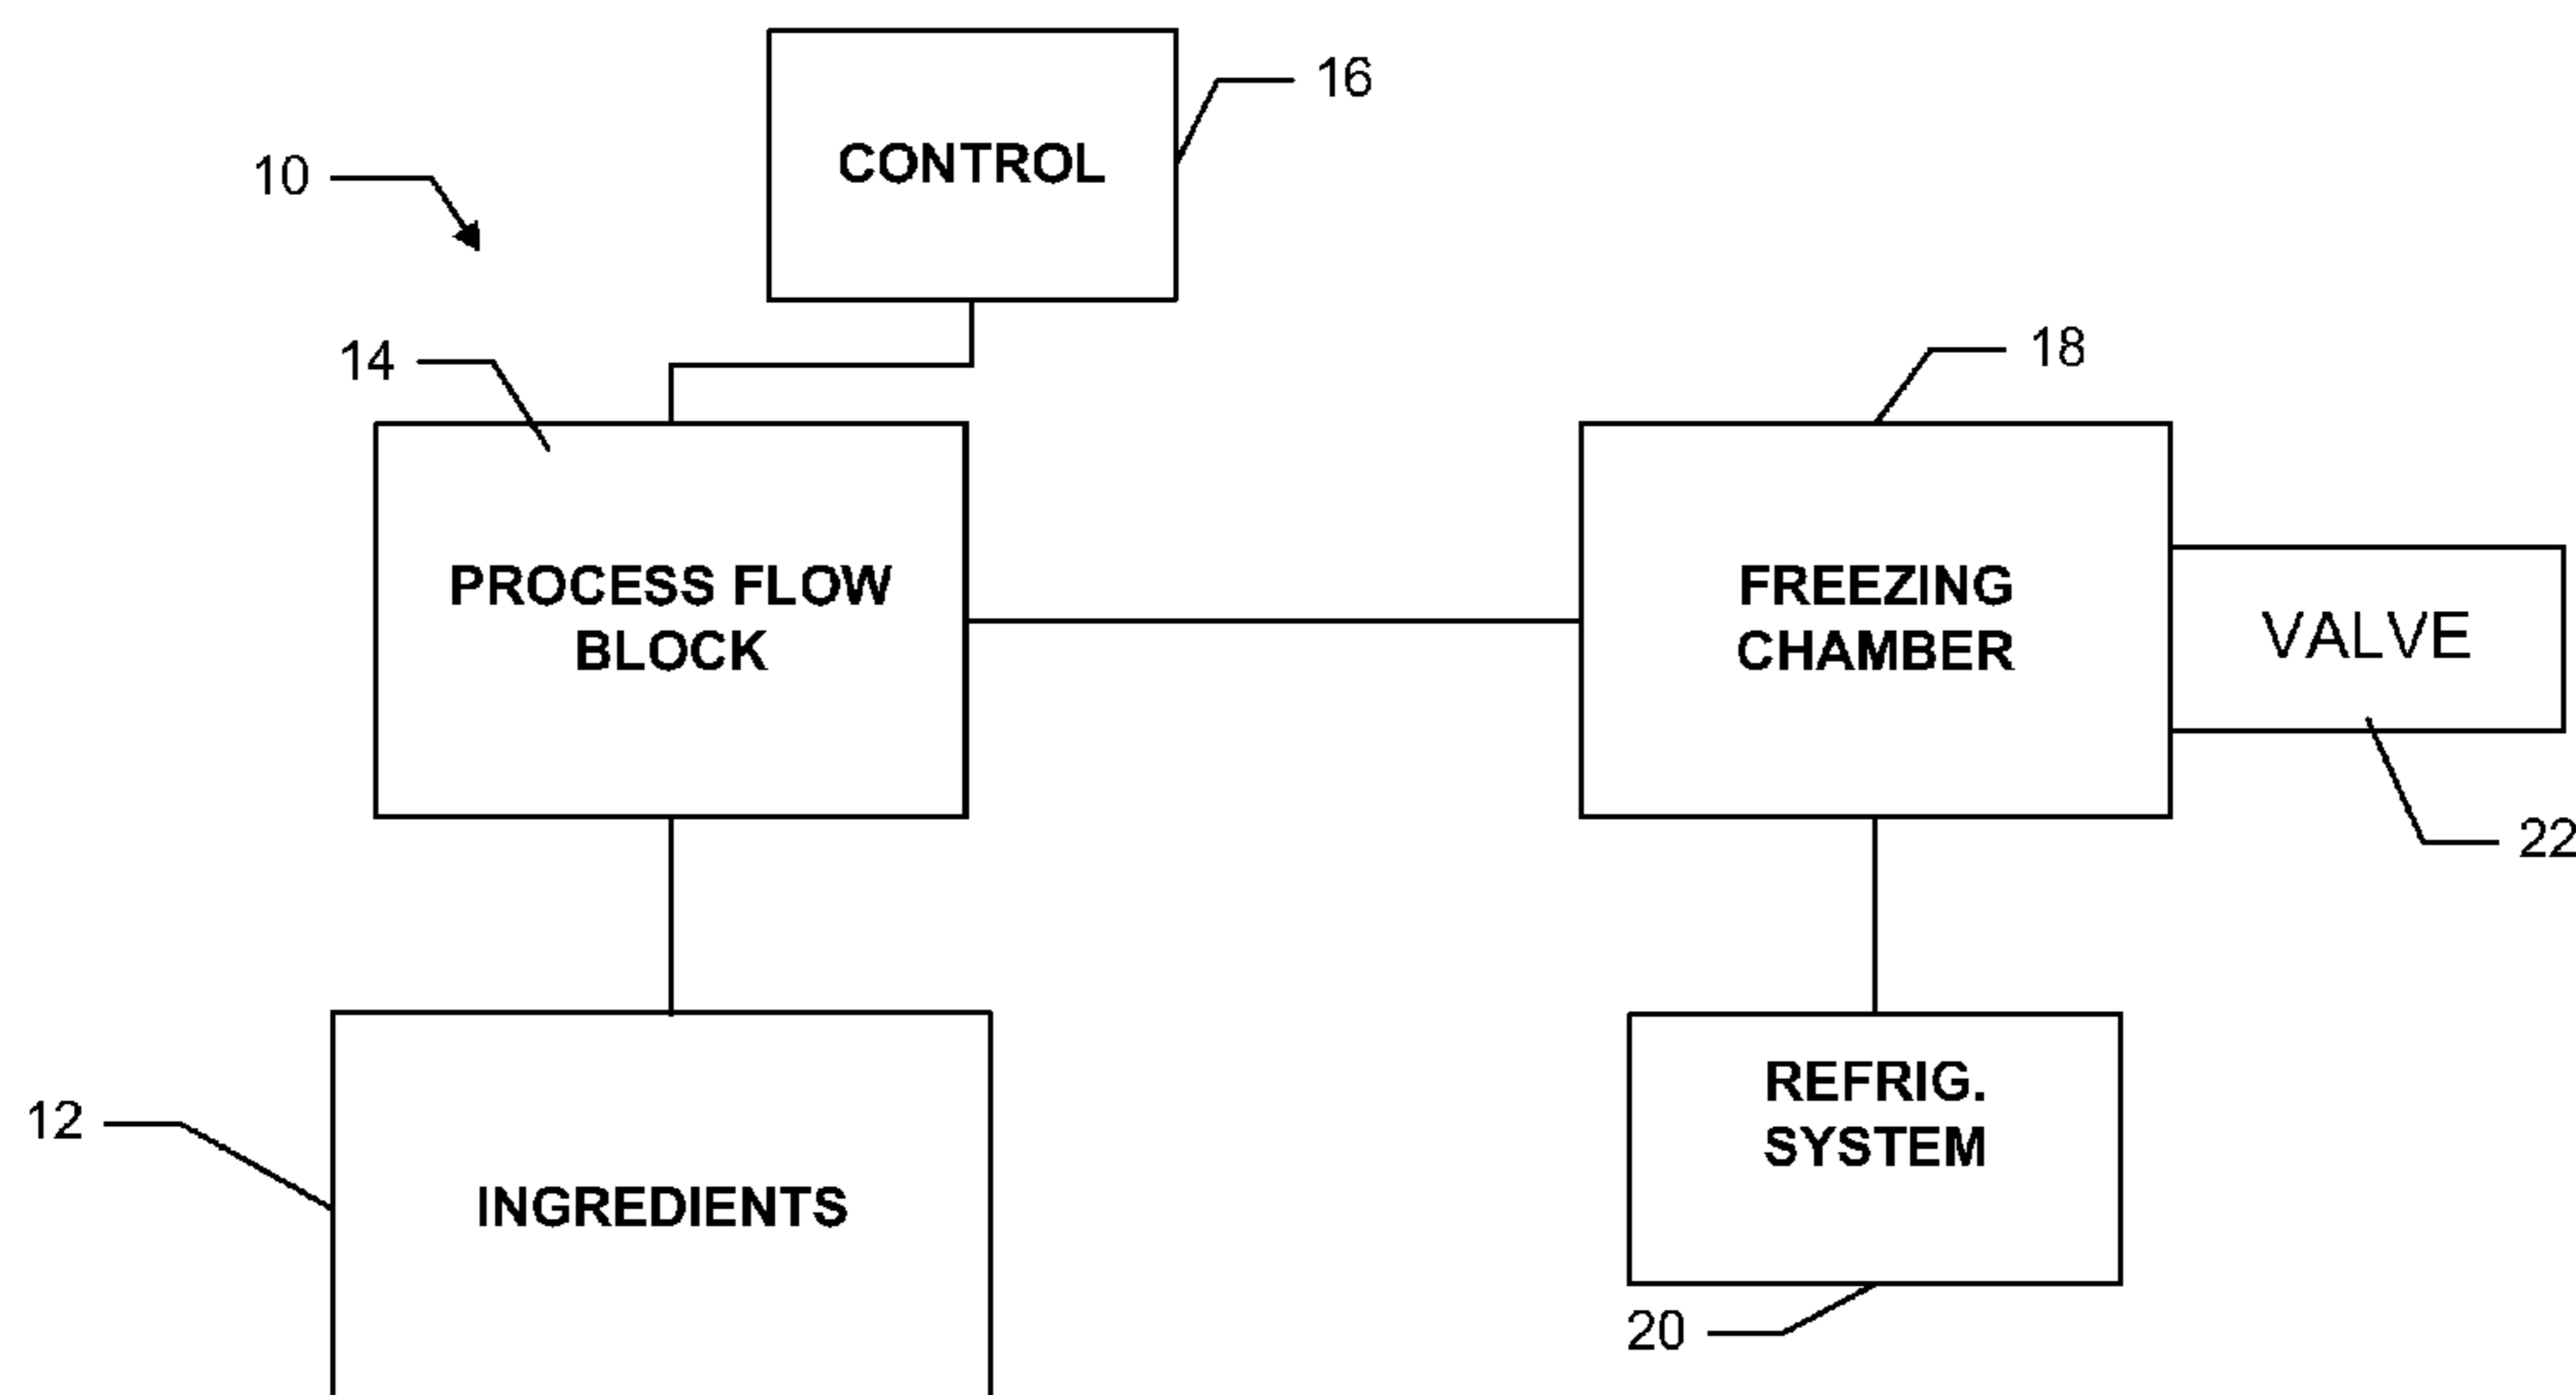 16
CONTROL
10
14
18
PROCESS FLOW
BLOCK
FREEZING
CHAMBER
VALVE
22
12
INGREDIENTS
REFRIG.
SYSTEM
20